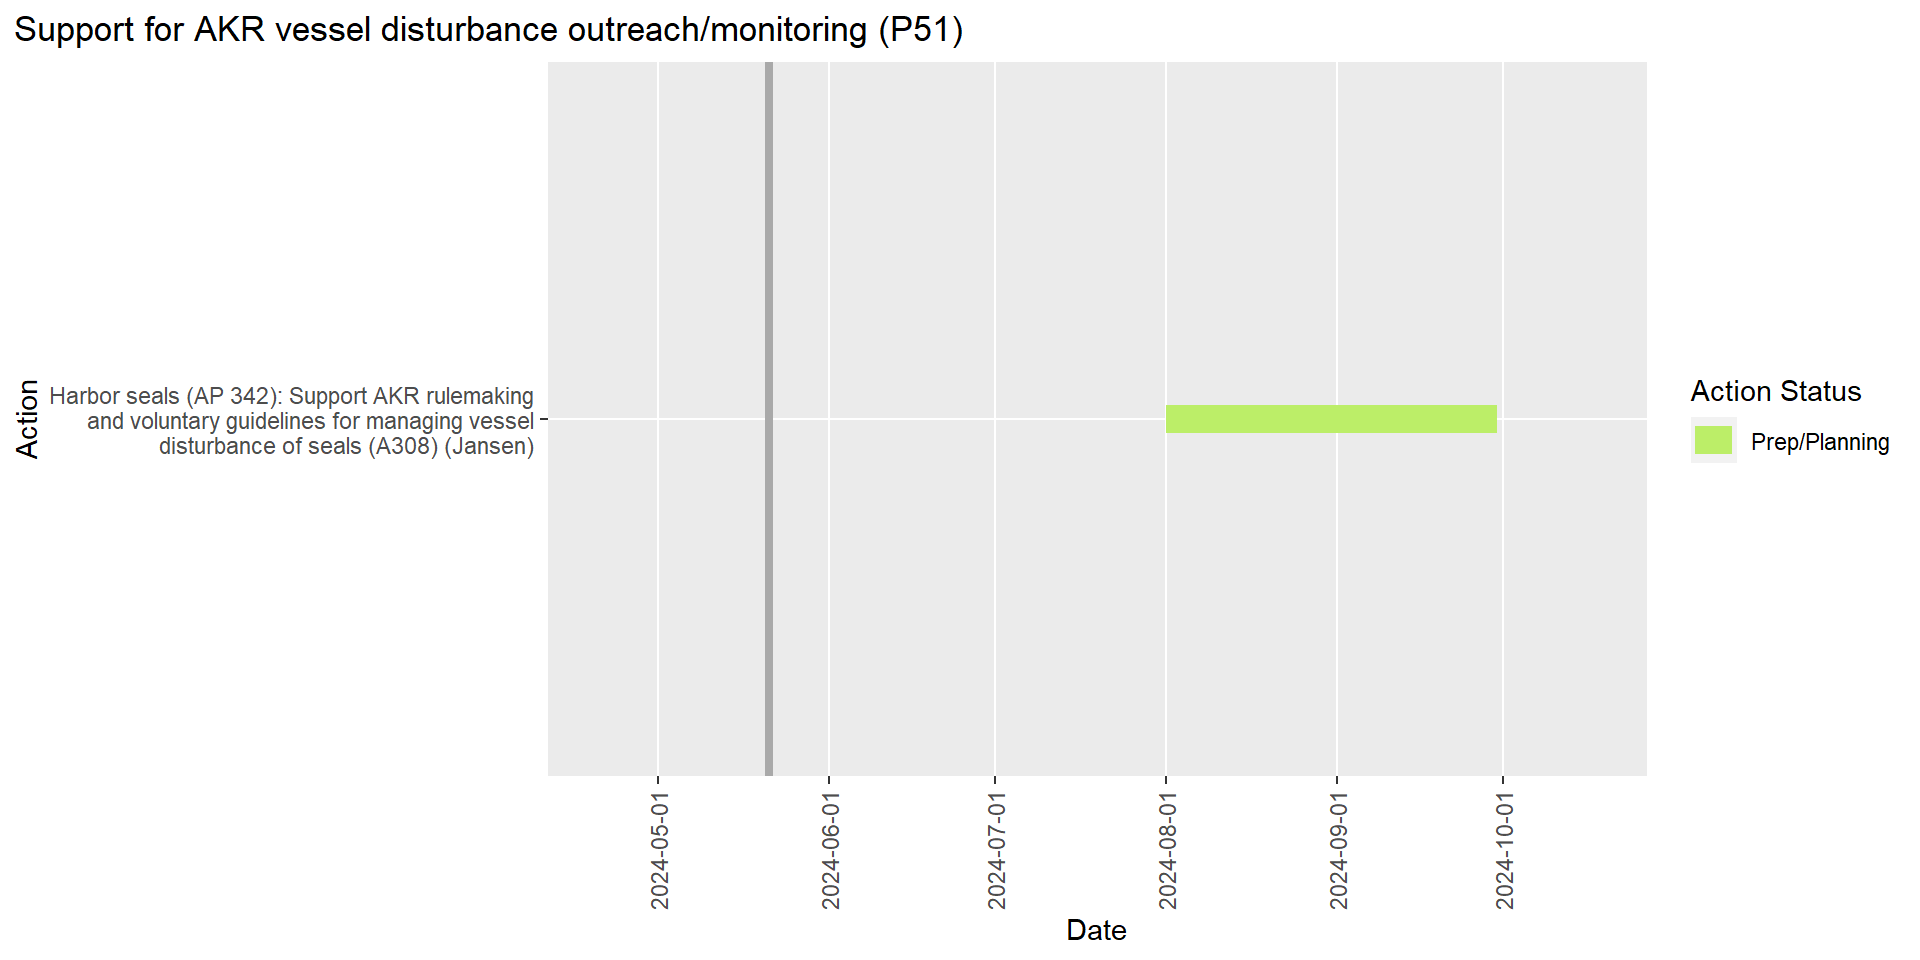 Support for AKR vessel disturbance outreach/monitoring (P51)
Action
Harbor seals (AP 342): Support AKR rulemaking
and voluntary guidelines for managing vessel
disturbance of seals (A308) (Jansen)
2024-05-01
2024-06-01
2024-07-01
2024-08-01
2024-09-01
2024-10-01
Date
Action Status
Prep/Planning